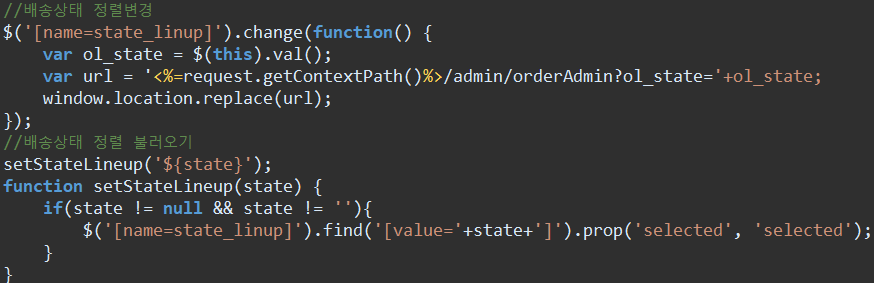 //배송상태 정렬변경
$('[name=state_linup]').change(function() {
    var ol_state = $(this).val();
    var url = '<%=request.getContextPath()%>/admin/orderAdmin?ol_state='+ol_state;
    window.location.replace(url);
});
//배송상태 정렬 불러오기
setStateLineup('${state}');
function setStateLineup(state) {
    if(state != null && state != ''){
        $('[name=state_linup]').find('[value='+state+']').prop('selected', 'selected');
    }
}